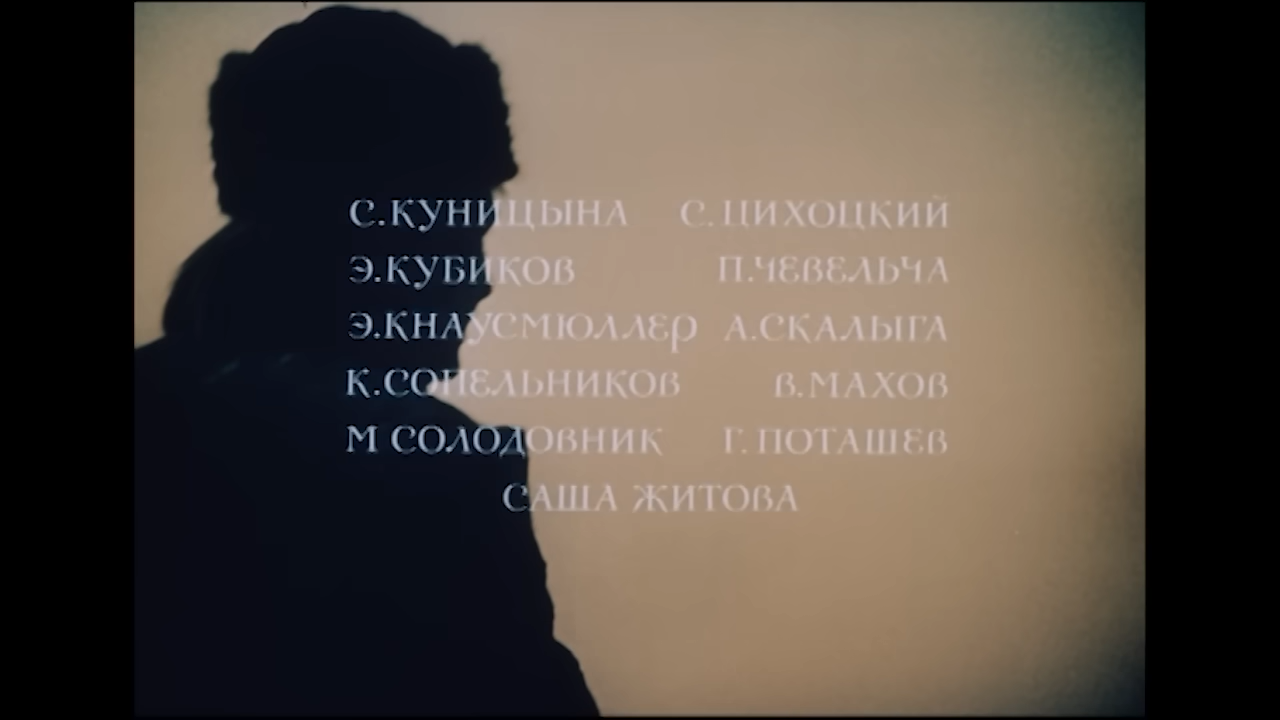 С.КУНИЦЫНА С.ЦИХОЦКИЙ
Э.КУБИКОВ П.ЧЕВЕЛЬЧА
Э.КНАУСМЮЛЛЕР А.СКАЛЫГА
К.СОПЕЛЬНИКОВ В.МАХОВ
М СОЛОДОВНИК Г.ПОТАШЕВ
САША ЖИТОВА